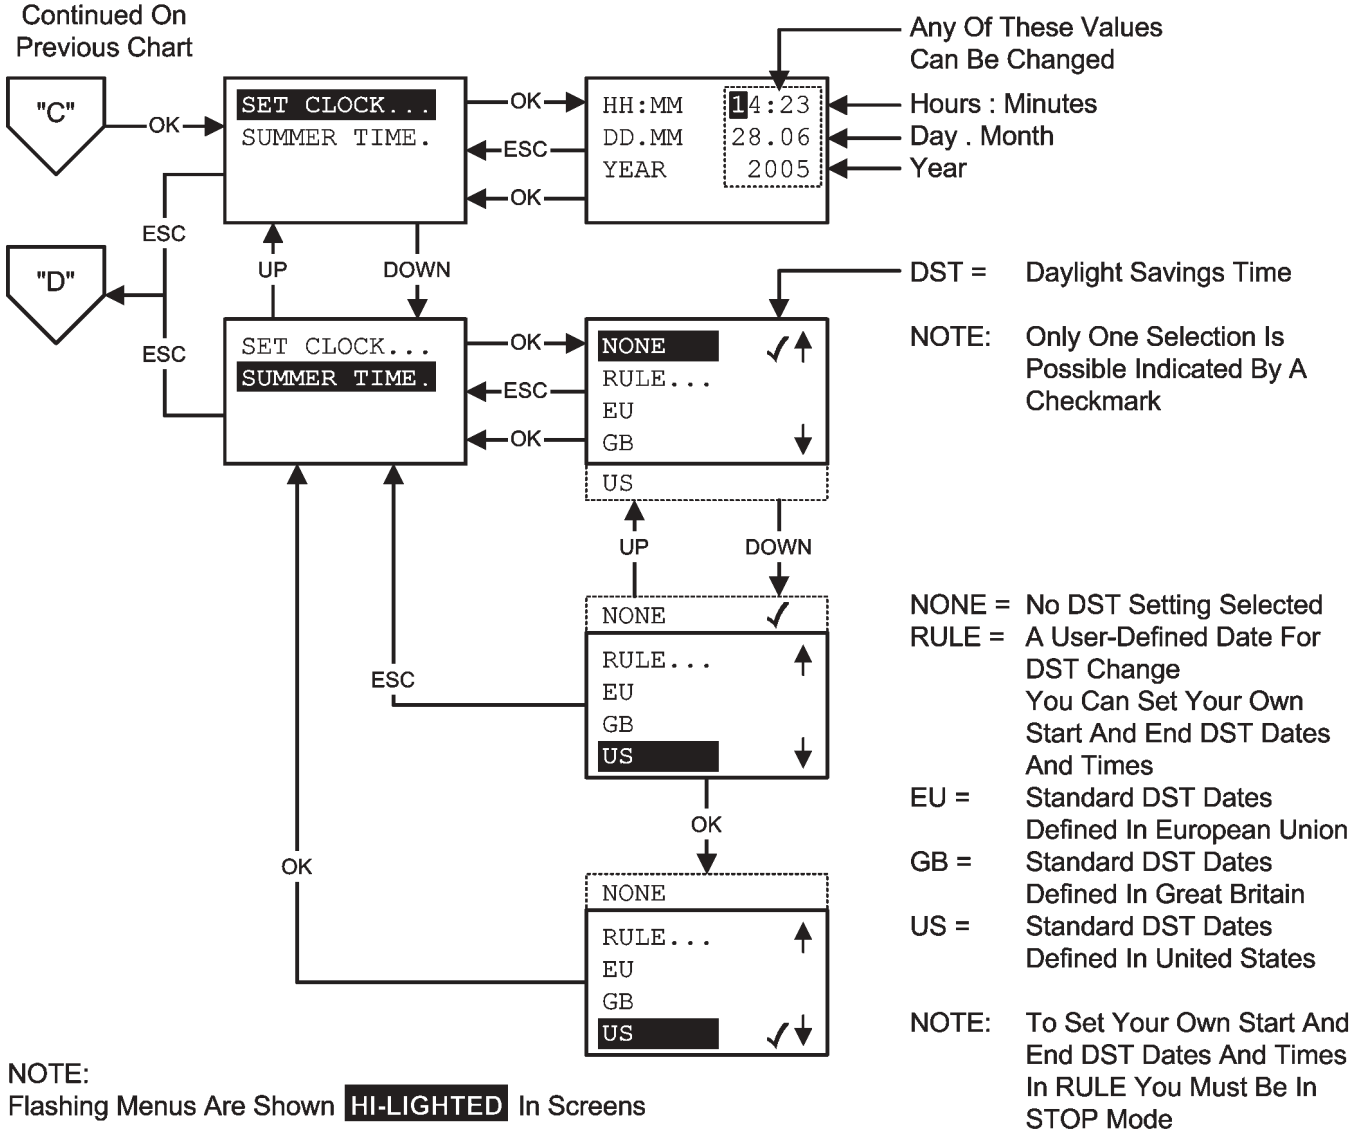 Continued On
Previous Chart
"C"
OK
SET CLOCK...
SUMMER TIME.
OK
ESC
OK
HH:MM 14:23
DD.MM 28.06
YEAR 2005
Any Of These Values
Can Be Changed
Hours : Minutes
Day . Month
Year
ESC
"D"
ESC
UP
DOWN
SET CLOCK...
SUMMER TIME.
OK
ESC
OK
NONE
RULE...
EU
GB
US
DST = Daylight Savings Time
NOTE: Only One Selection Is
Possible Indicated By A
Checkmark
UP
DOWN
NONE
RULE...
EU
GB
US
ESC
OK
OK
NONE
RULE...
EU
GB
US
NONE = No DST Setting Selected
RULE = A User-Defined Date For
DST Change
You Can Set Your Own
Start And End DST Dates
And Times
EU = Standard DST Dates
Defined In European Union
GB = Standard DST Dates
Defined In Great Britain
US = Standard DST Dates
Defined In United States
NOTE: To Set Your Own Start And
End DST Dates And Times
In RULE You Must Be In
STOP Mode
NOTE:
Flashing Menus Are Shown HI-LIGHTED In Screens